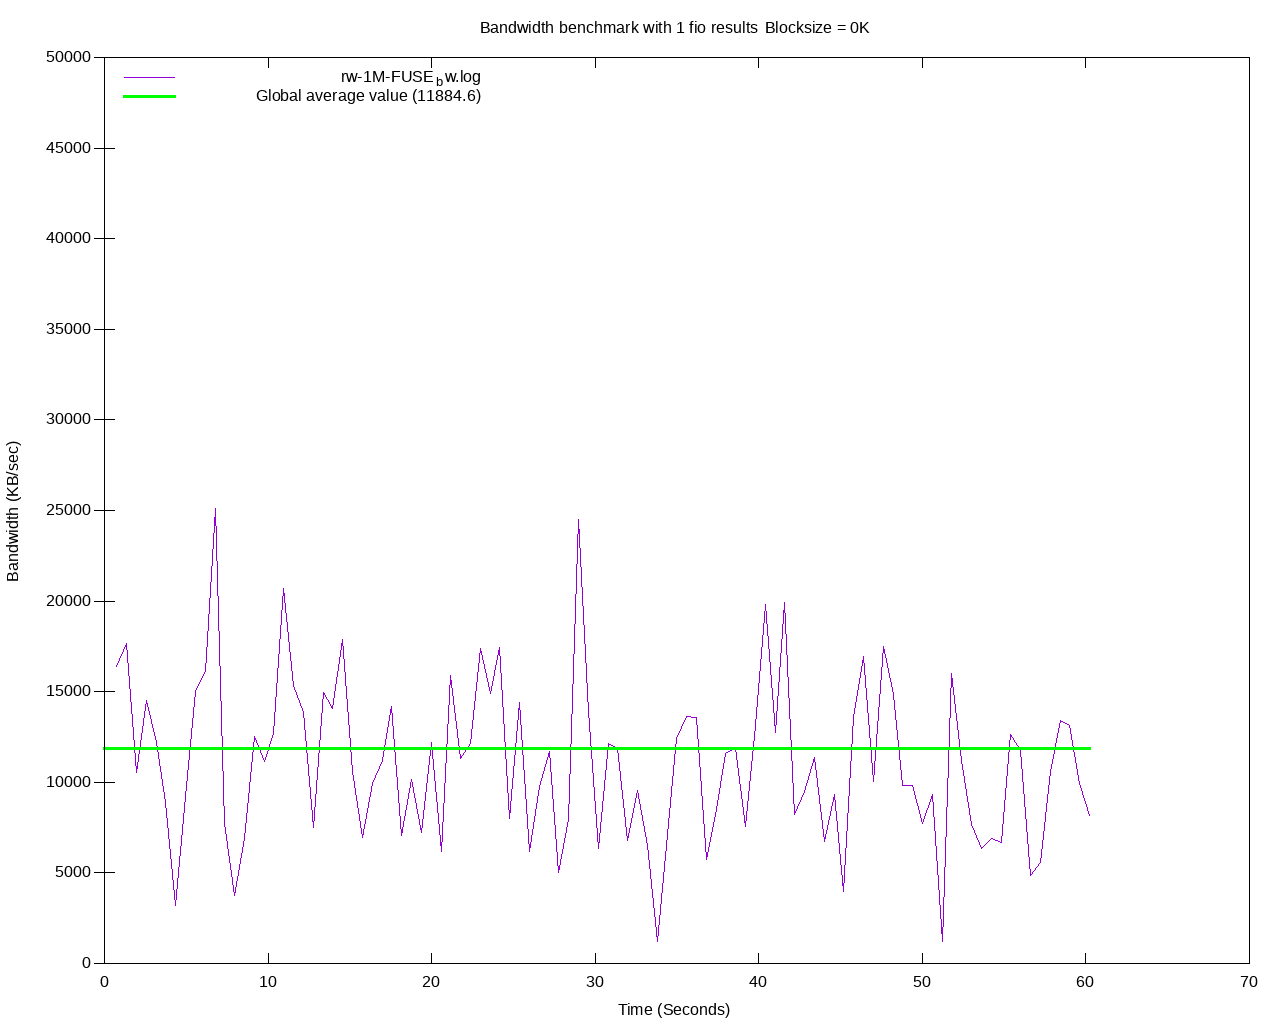 Bandwidth benchmark with 1 fio results Blocksize = 0K
rw-1M-FUSE_bw.log
Global average value (11884.6)
50000
45000
40000
35000
30000
25000
20000
15000
10000
5000
0
Bandwidth (KB/sec)
0 10 20 30 40 50 60 70
Time (Seconds)